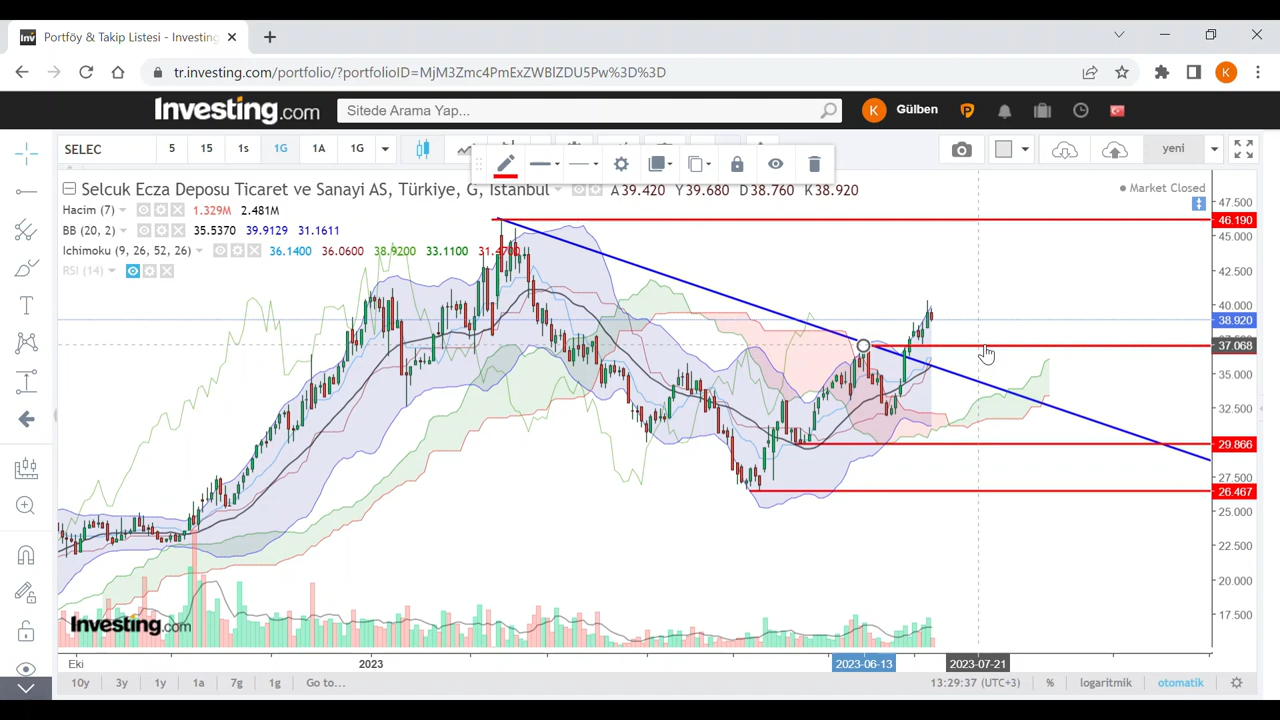 Inv Portföy & Takip Listesi - Investing
tr.investing.com/portfolio/?portfolioID=MjM3Zmc4PmExZWBlZDU5Pw%3D%3D
K
Investing.com
Sitede Arama Yap...
K Gülben
P
SELEC
5
15
1s
1G
1A
1G
yeni
Selcuk Ecza Deposu Ticaret ve Sanayi AS, Türkiye, G, Istanbul
A39.420 Y39.680 D38.760 K38.920
Market Closed
Hacim (7) 1.329M 2.481M
BB (20, 2) 35.5370 39.9129 31.1611
Ichimoku (9, 26, 52, 26) 36.1400 36.0600 38.9200 33.1100 31.4700
RSI (14)
47.500
46.190
45.000
42.500
40.000
38.920
37.068
35.000
32.500
29.866
27.500
26.467
25.000
22.500
20.000
17.500
Investing.com
Eki
2023
2023-06-13
2023-07-21
10y
3y
1y
1a
7g
1g
Go to...
13:29:37 (UTC+3)
%
logaritmik
otomatik